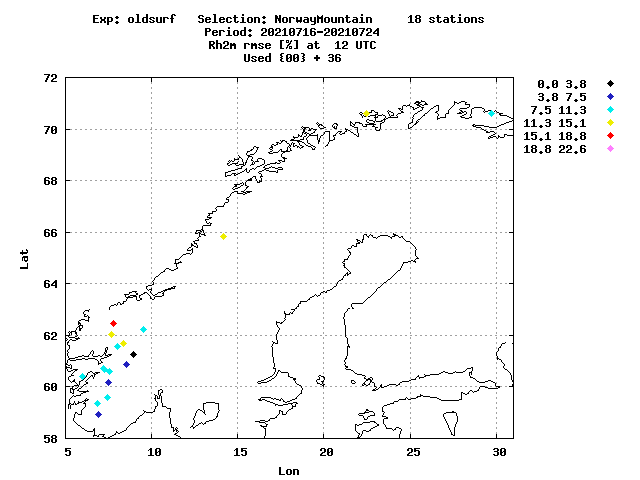 Exp: oldsurf   Selection: NorwayMountain     18 stations
Period: 20210716-20210724
Rh2m rmse [%] at  12 UTC
Used {00} + 36
72
70
68
66
64
62
60
58
Lat
5 10 15 20 25 30
Lon
0.0 3.8
3.8 7.5
7.5 11.3
11.3 15.1
15.1 18.8
18.8 22.6